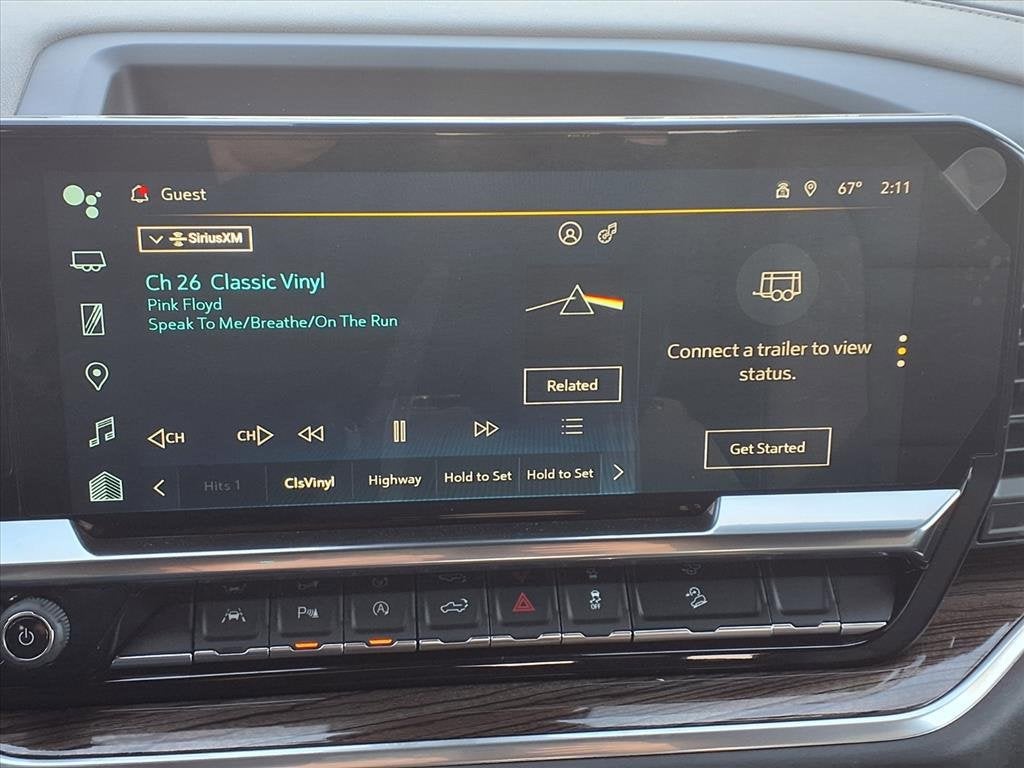 Guest
67° 2:11
SiriusXM
Ch 26 Classic Vinyl
Pink Floyd
Speak To Me/Breathe/On The Run
Related
CH CH
Hits 1 ClsVinyl Highway Hold to Set Hold to Set
Connect a trailer to view
status.
Get Started
P A OFF